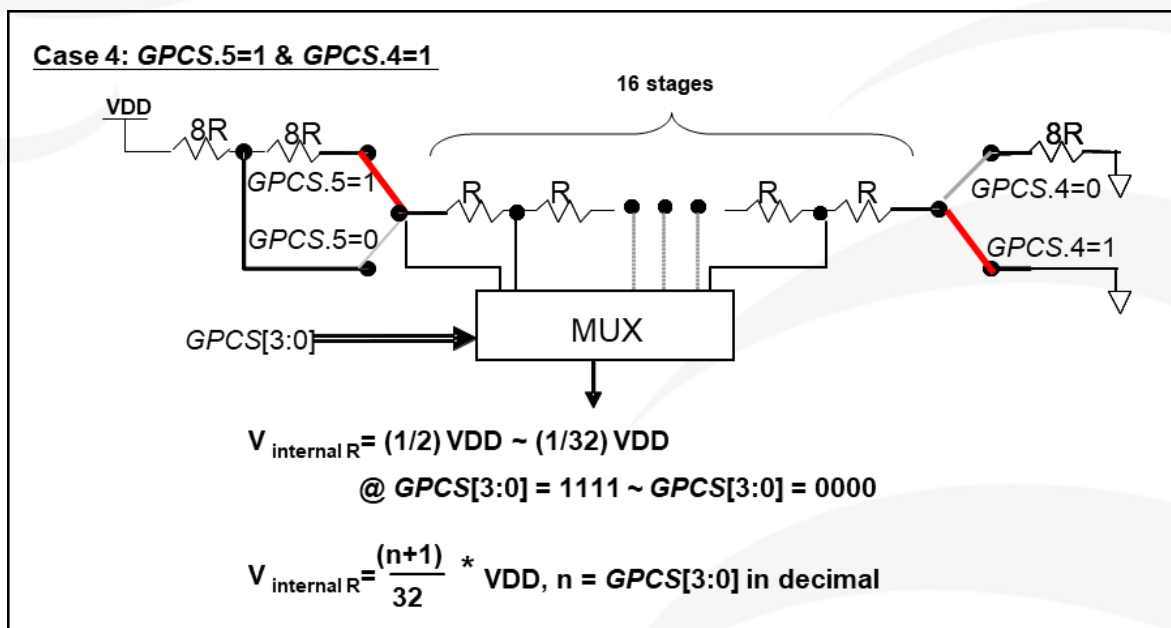 Case 4: GPCS.5=1 & GPCS.4=1
16 stages
VDD
8R
8R
8R
GPCS.5=1
GPCS.4=0
R
R
R
R
GPCS.5=0
GPCS.4=1
MUX
GPCS[3:0]
V internal R = (1/2) VDD ~ (1/32) VDD
@ GPCS[3:0] = 1111 ~ GPCS[3:0] = 0000
V internal R = (n+1)/32 * VDD, n = GPCS[3:0] in decimal